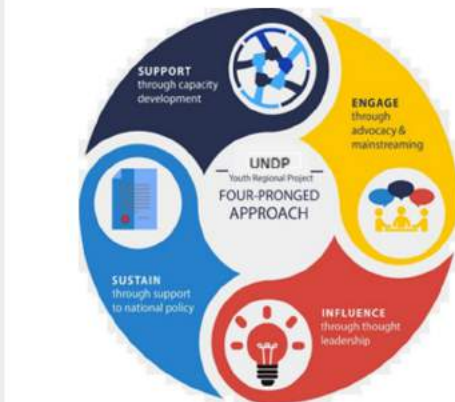 SUPPORT
through capacity
development
ENGAGE
through
advocacy &
mainstreaming
UNDP
Youth Regional Project
FOUR-PRONGED
APPROACH
SUSTAIN
through support
to national policy
INFLUENCE
through thought
leadership